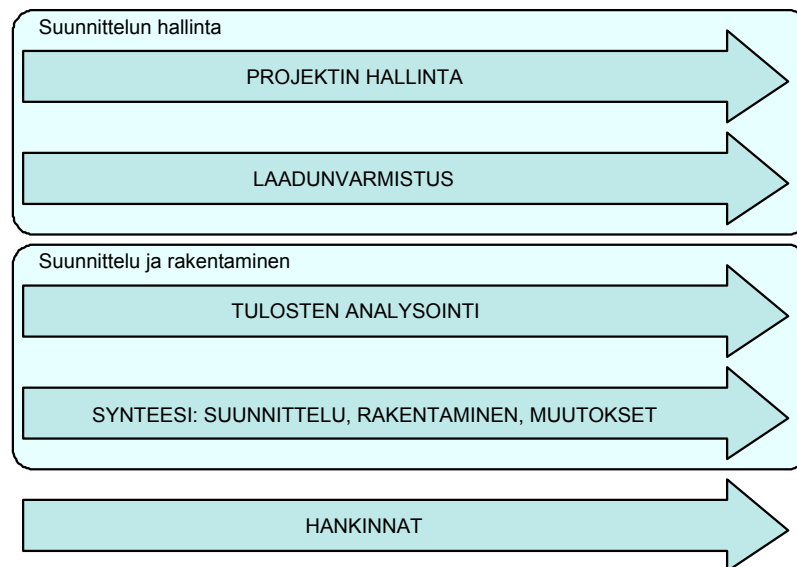 Suunnittelun hallinta
PROJEKTIN HALLINTA
LAADUNVARMISTUS
Suunnittelu ja rakentaminen
TULOSTEN ANALYSOINTI
SYNTEESI: SUUNNITTELU, RAKENTAMINEN, MUUTOKSET
HANKINNAT